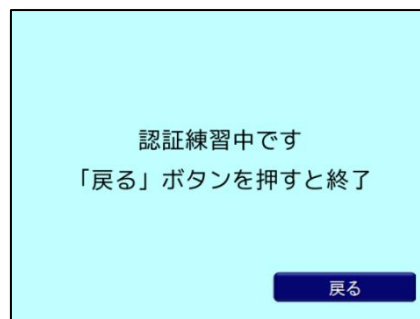 認証練習中です
「戻る」ボタンを押すと終了
戻る